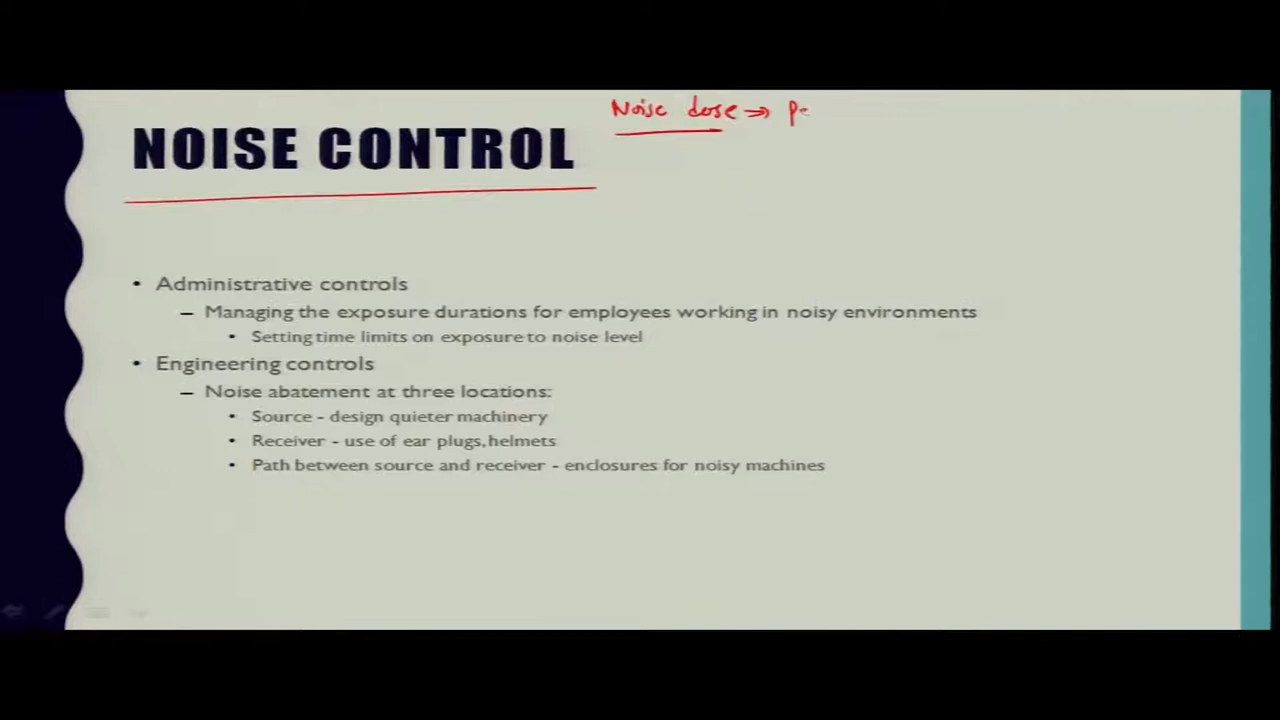 Noise dose →
NOISE CONTROL
• Administrative controls
– Managing the exposure durations for employees working in noisy environments
• Setting time limits on exposure to noise level
• Engineering controls
– Noise abatement at three locations:
• Source - design quieter machinery
• Receiver - use of ear plugs,helmets
• Path between source and receiver - enclosures for noisy machines